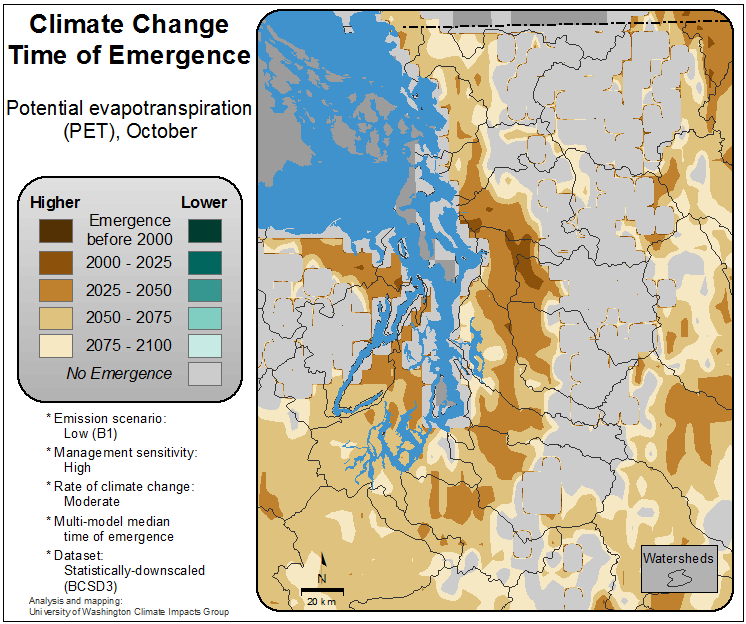 Climate Change
Time of Emergence
Potential evapotranspiration
(PET), October
Higher Lower
Emergence
before 2000
2000 - 2025
2025 - 2050
2050 - 2075
2075 - 2100
No Emergence
* Emission scenario:
Low (B1)
* Management sensitivity:
High
* Rate of climate change:
Moderate
* Multi-model median
time of emergence
* Dataset:
Statistically-downscaled
(BCSD3)
Analysis and mapping:
University of Washington Climate Impacts Group
N
20 km
Watersheds